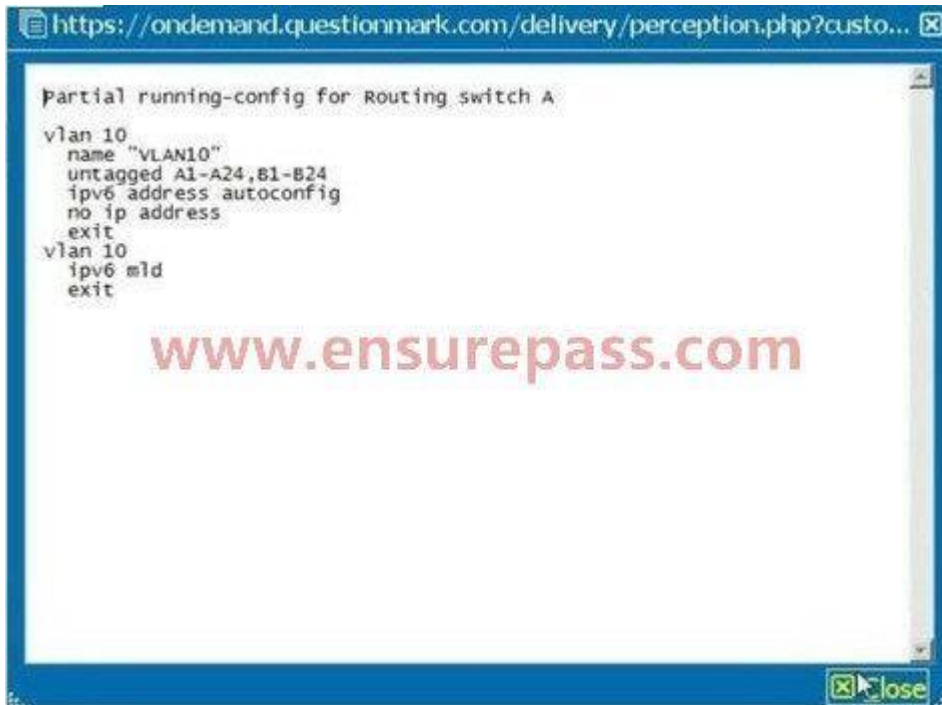 https://ondemand.questionmark.com/delivery/perception.php?custo...
Partial running-config for Routing switch A
vlan 10
name "VLAN10"
untagged A1-A24,B1-B24
ipv6 address autoconfig
no ip address
exit
vlan 10
ipv6 mld
exit
www.ensurepass.com
Close